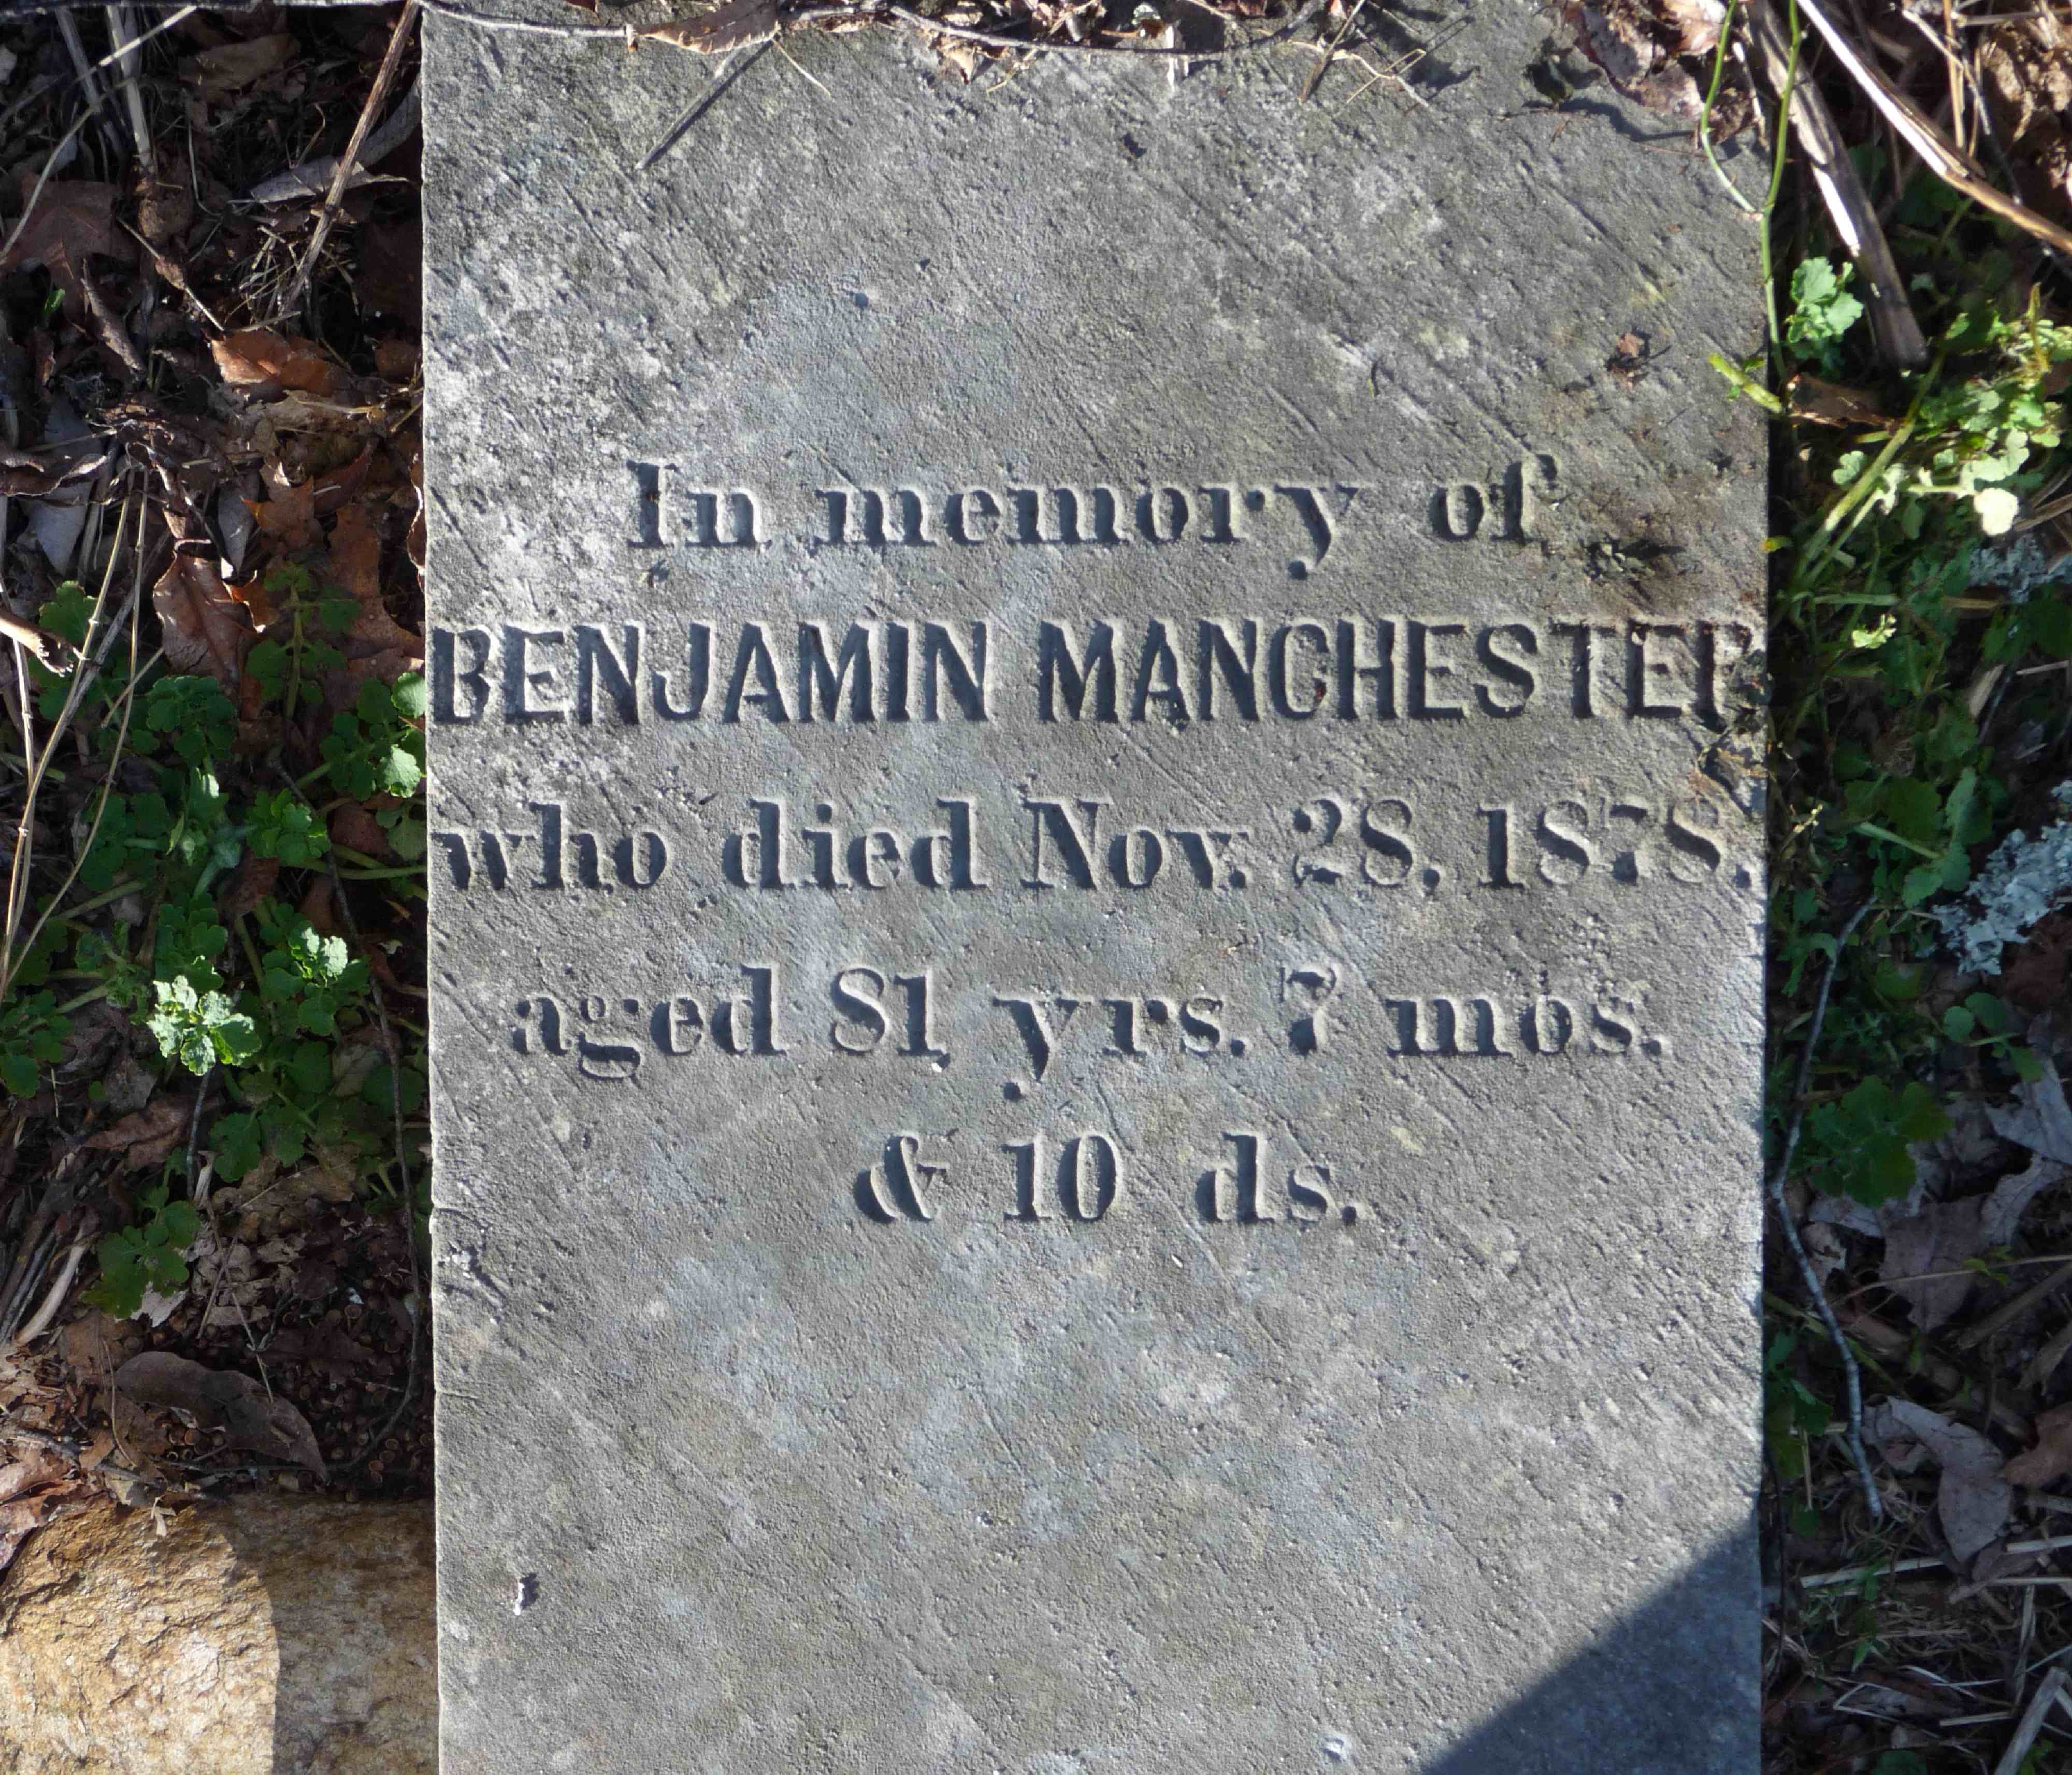 In memory of
BENJAMIN MANCHESTER
who died Nov. 28, 1878.
aged 81, yrs. 7 mos.
& 10 ds.